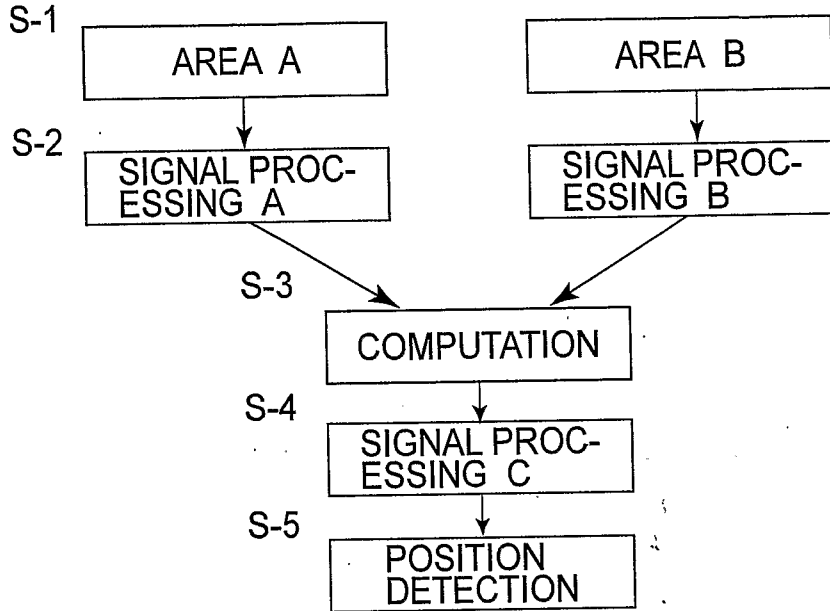 S-1
AREA A
AREA B
S-2
SIGNAL PROC-
ESSING A
SIGNAL PROC-
ESSING B
S-3
COMPUTATION
S-4
SIGNAL PROC-
ESSING C
S-5
POSITION
DETECTION